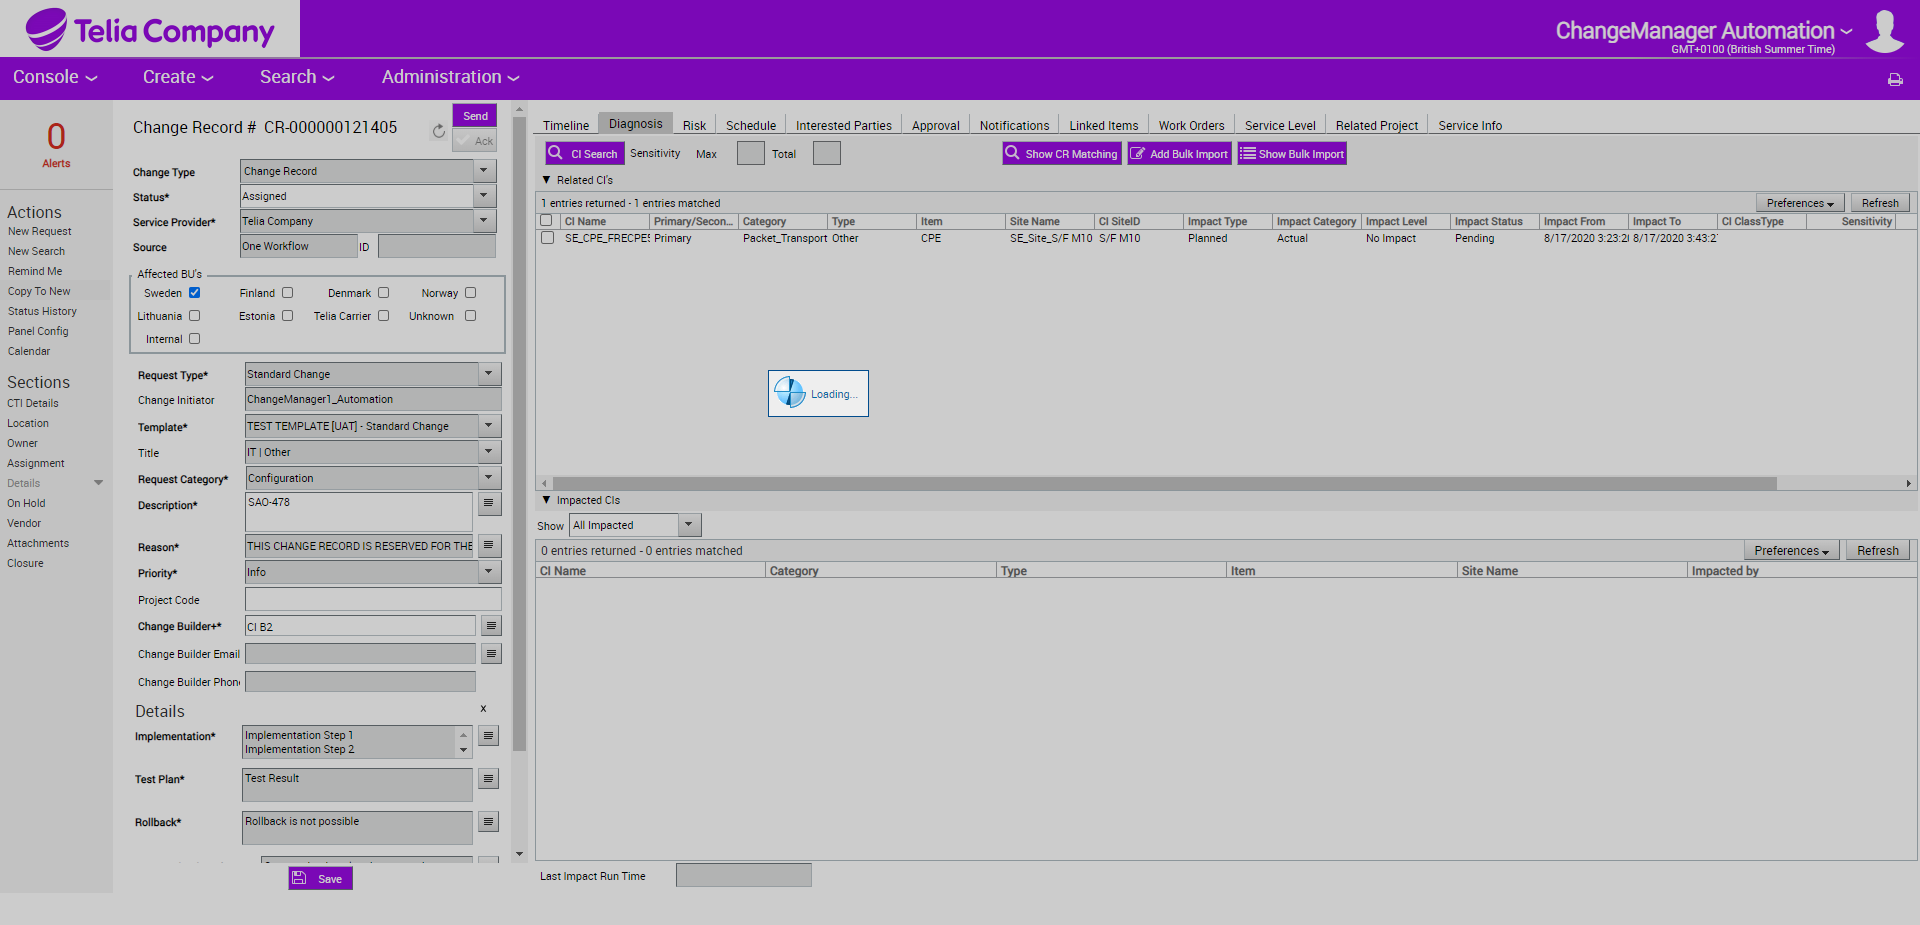 Telia Company
ChangeManager Automation
GMT+0100 (British Summer Time)
Console
Create
Search
Administration
0
Alerts
Actions
New Request
New Search
Remind Me
Copy To New
Status History
Panel Config
Calendar
Sections
CTI Details
Location
Owner
Assignment
Details
On Hold
Vendor
Attachments
Closure
Change Record # CR-000000121405
Send
Ack
Change Type Change Record
Status* Assigned
Service Provider* Telia Company
Source One Workflow ID
Affected BU's
Sweden Finland Denmark Norway
Lithuania Estonia Telia Carrier Unknown
Internal
Request Type* Standard Change
Change Initiator ChangeManager1_Automation
Template* TEST TEMPLATE [UAT] - Standard Change
Title IT | Other
Request Category* Configuration
Description* SAO-478
Reason* THIS CHANGE RECORD IS RESERVED FOR THE
Priority* Info
Project Code
Change Builder+* CI B2
Change Builder Email
Change Builder Phone
Details x
Implementation* Implementation Step 1
Implementation Step 2
Test Plan* Test Result
Rollback* Rollback is not possible
Save
Timeline Diagnosis Risk Schedule Interested Parties Approval Notifications Linked Items Work Orders Service Level Related Project Service Info
CI Search Sensitivity Max Total Show CR Matching Add Bulk Import Show Bulk Import
Related CI's
1 entries returned - 1 entries matched Preferences Refresh
CI Name Primary/Secon... Category Type Item Site Name CI SiteID Impact Type Impact Category Impact Level Impact Status Impact From Impact To CI ClassType Sensitivity
SE_CPE_FRECPE Primary Packet_Transport Other CPE SE_Site_S/F M10 S/F M10 Planned Actual No Impact Pending 8/17/2020 3:23:2 8/17/2020 3:43:2
Loading...
Impacted CIs
Show All Impacted
0 entries returned - 0 entries matched Preferences Refresh
CI Name Category Type Item Site Name Impacted by
Last Impact Run Time